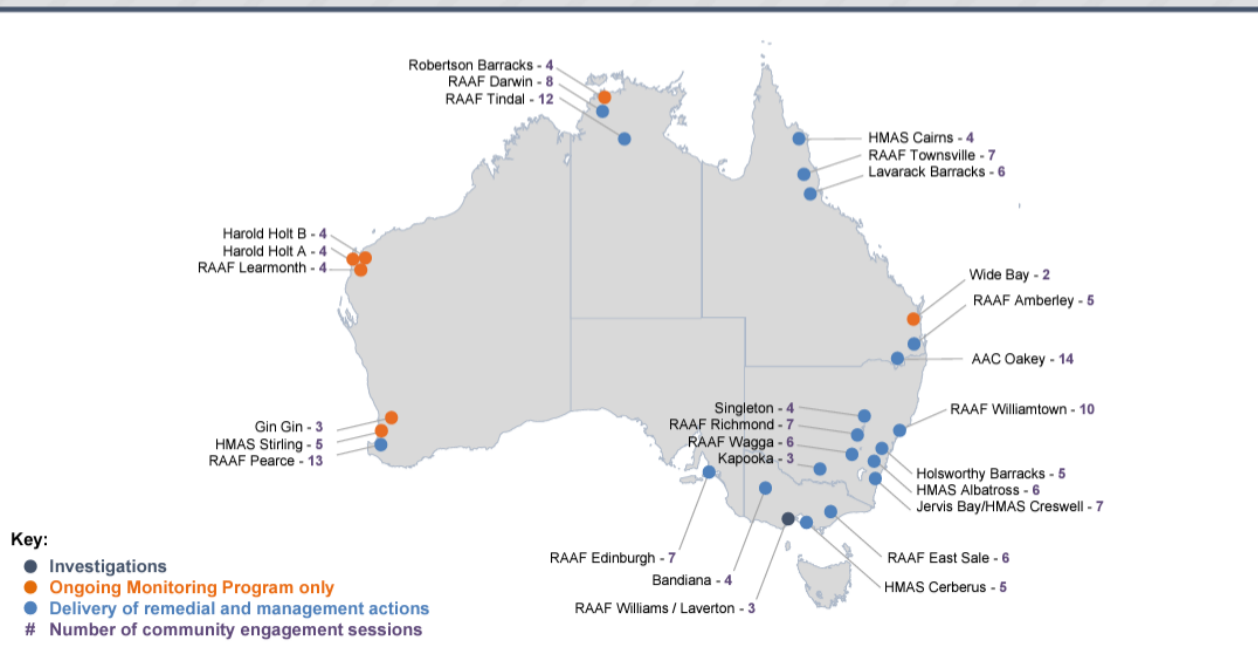 Robertson Barracks - 4
RAAF Darwin - 8
RAAF Tindal - 12
HMAS Cairns - 4
RAAF Townsville - 7
Lavarack Barracks - 6
Harold Holt B - 4
Harold Holt A - 4
RAAF Learmonth - 4
Wide Bay - 2
RAAF Amberley - 5
AAC Oakey - 14
Singleton - 4
RAAF Richmond - 7
RAAF Wagga - 6
Kapooka - 3
RAAF Williamtown - 10
Gin Gin - 3
HMAS Stirling - 5
RAAF Pearce - 13
Holsworthy Barracks - 5
HMAS Albatross - 6
Jervis Bay/HMAS Creswell - 7
RAAF Edinburgh - 7
Bandiana - 4
RAAF Williams / Laverton - 3
RAAF East Sale - 6
HMAS Cerberus - 5
Key:
Investigations
Ongoing Monitoring Program only
Delivery of remedial and management actions
# Number of community engagement sessions